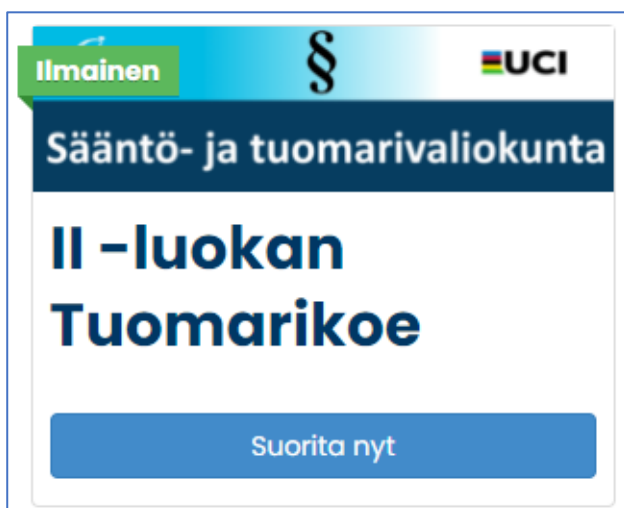 Ilmainen
§
UCI
Sääntö- ja tuomarivaliokunta
II -luokan
Tuomarikoe
Suorita nyt